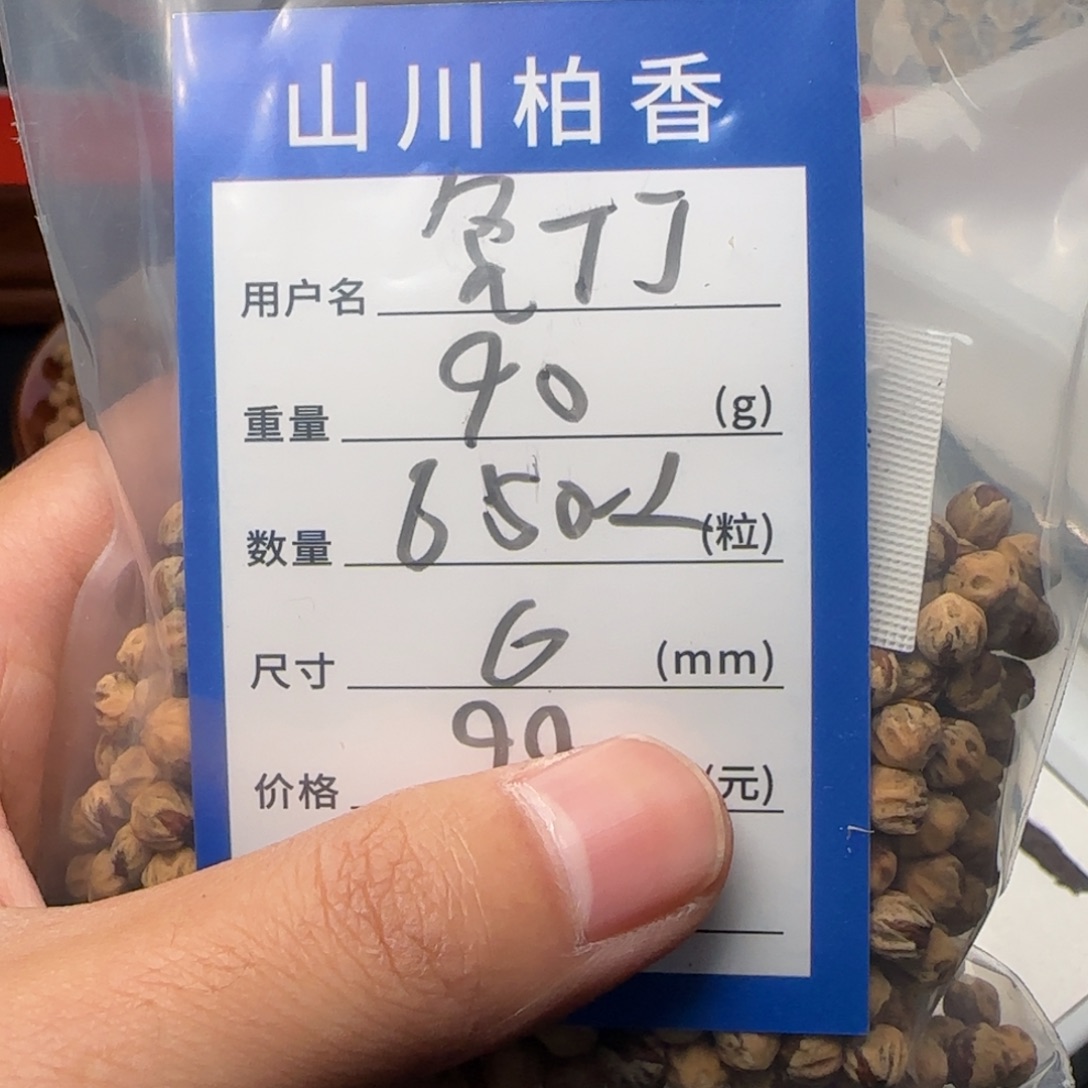 山川柏香
用户名
重量 90 (g)
数量 650 (粒)
尺寸 6 (mm)
价格 (元)